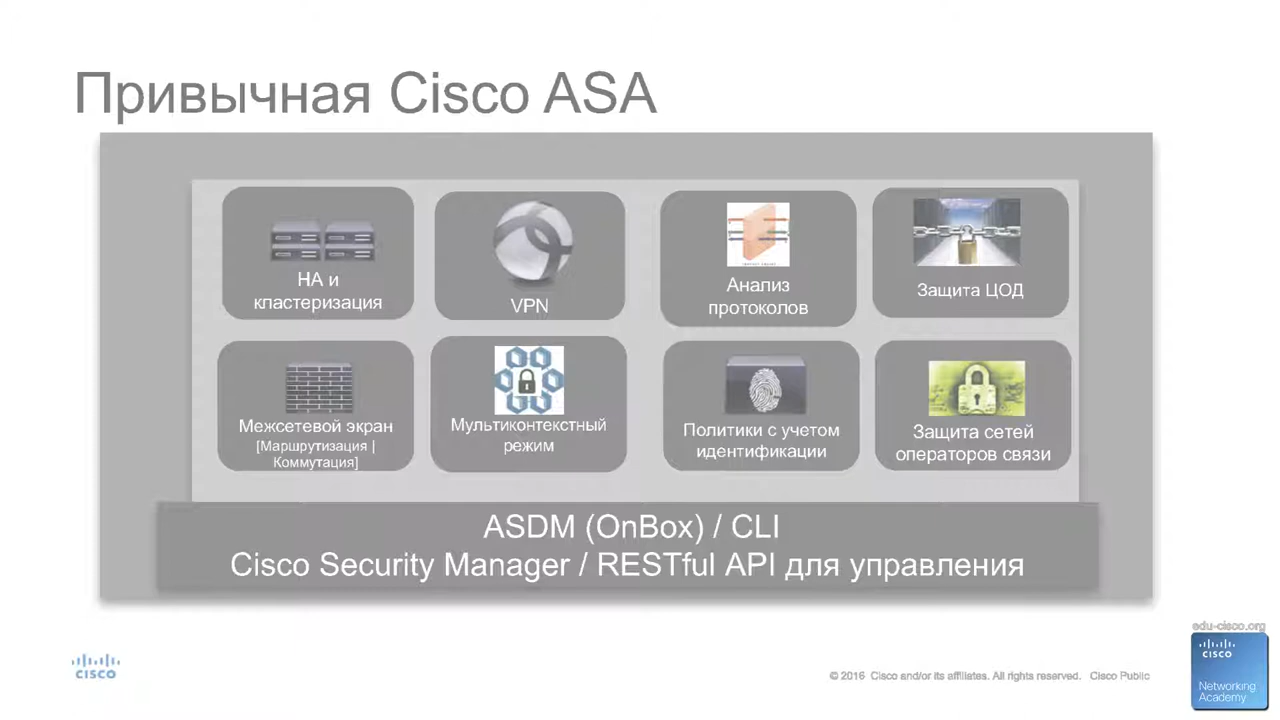 Привычная Cisco ASA
НА и
кластеризация
VPN
Анализ
протоколов
Защита ЦОД
Межсетевой экран
[Маршрутизация |
Коммутация]
Мультиконтекстный
режим
Политики с учетом
идентификации
Защита сетей
операторов связи
ASDM (OnBox) / CLI
Cisco Security Manager / RESTful API для управления
edu-cisco.org
CISCO
© 2016 Cisco and/or its affiliates. All rights reserved. Cisco Public
CISCO
Networking
Academy